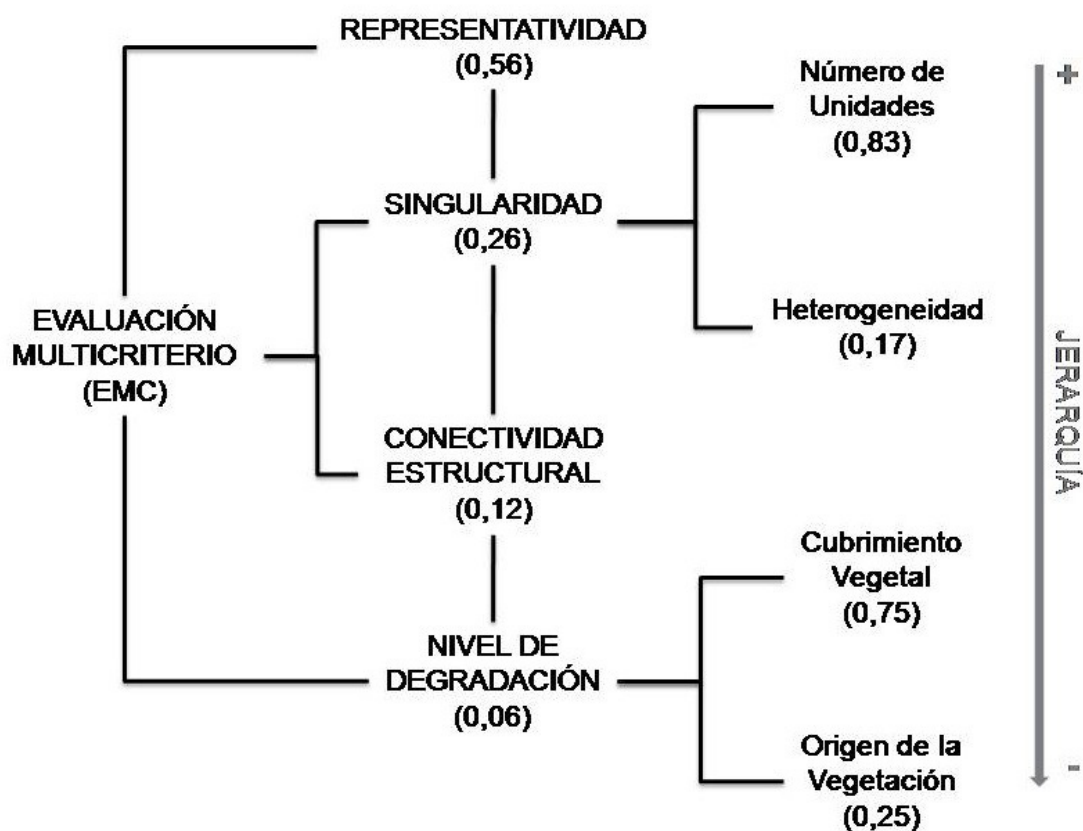 REPRESENTATIVIDAD
(0,56)
SINGULARIDAD
(0,26)
EVALUACIÓN
MULTICRITERIO
(EMC)
CONECTIVIDAD
ESTRUCTURAL
(0,12)
NIVEL DE
DEGRADACIÓN
(0,06)
Número de
Unidades
(0,83)
Heterogeneidad
(0,17)
Cubrimiento
Vegetal
(0,75)
Origen de la
Vegetación
(0,25)
+
JERARQUÍA
-